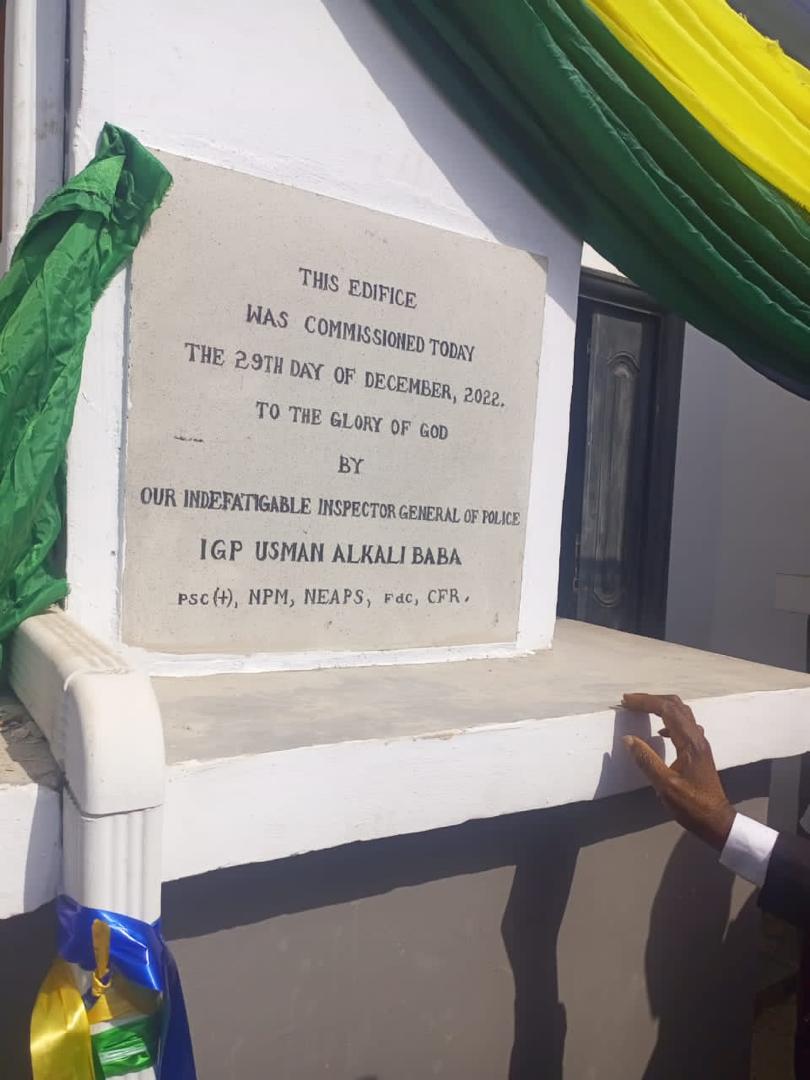 THIS EDIFICE
WAS COMMISSIONED TODAY
THE 29TH DAY OF DECEMBER, 2022.
TO THE GLORY OF GOD
BY
OUR INDEFATIGABLE INSPECTOR GENERAL OF POLICE
IGP USMAN ALKALI BABA
PSC(+), NPM, NEAPS, Fdc, CFR.